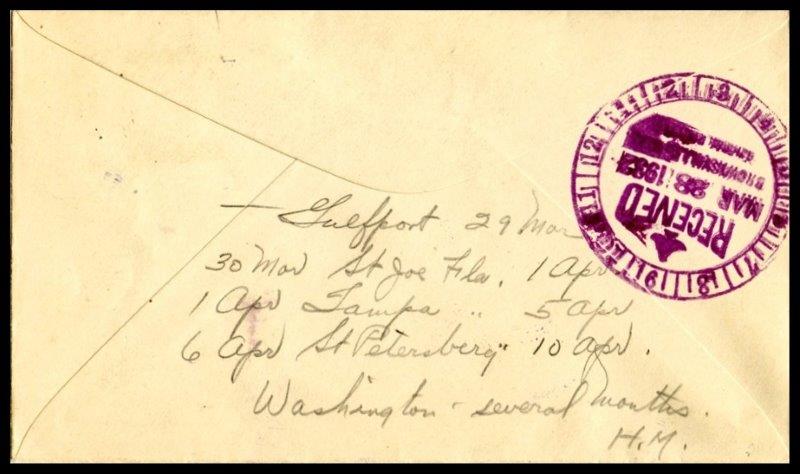 RECEIVED
MAR 28 1932
BROWNSVILLE
— Gulfport 29 Mar
30 Mar St Joe Fla. 1 Apr
1 Apr Tampa " 5 Apr
6 Apr St Petersberg " 10 Apr.
Washington - several months.
H.M.